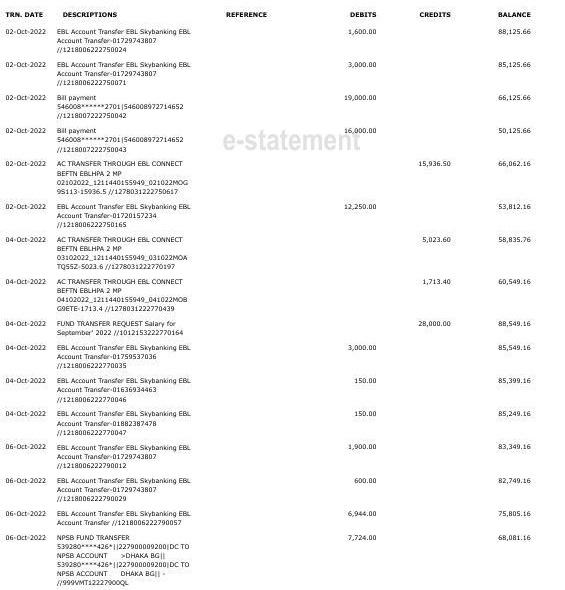 TRN. DATE DESCRIPTIONS REFERENCE DEBITS CREDITS BALANCE
02-Oct-2022 EBL Account Transfer EBL Skybanking EBL 1,600.00 88,125.66
Account Transfer-01729743807
//1218006222750024
02-Oct-2022 EBL Account Transfer EBL Skybanking EBL 3,000.00 85,125.66
Account Transfer-01729743807
//1218006222750071
02-Oct-2022 Bill payment 19,000.00 66,125.66
546008******2701|546008972714652
//1218007222750042
02-Oct-2022 Bill payment 16,000.00 50,125.66
e-statement
546008******2701|546008972714652
//1218007222750043
02-Oct-2022 AC TRANSFER THROUGH EBL CONNECT 15,936.50 66,062.16
BEFTN EBLHPA 2 MP
02102022_1211440155949_021022MOG
9S113-15936.5 //1278031222750617
02-Oct-2022 EBL Account Transfer EBL Skybanking EBL 12,250.00 53,812.16
Account Transfer-01720157234
//1218006222750165
04-Oct-2022 AC TRANSFER THROUGH EBL CONNECT 5,023.60 58,835.76
BEFTN EBLHPA 2 MP
03102022_1211440155949_031022MOA
TQ55Z-5023.6 //1278031222770197
04-Oct-2022 AC TRANSFER THROUGH EBL CONNECT 1,713.40 60,549.16
BEFTN EBLHPA 2 MP
04102022_1211440155949_041022MOB
G9ETE-1713.4 //1278031222770439
04-Oct-2022 FUND TRANSFER REQUEST Salary for 28,000.00 88,549.16
September' 2022 //1012153222770164
04-Oct-2022 EBL Account Transfer EBL Skybanking EBL 3,000.00 85,549.16
Account Transfer-01759537036
//1218006222770035
04-Oct-2022 EBL Account Transfer EBL Skybanking EBL 150.00 85,399.16
Account Transfer-01636934463
//1218006222770046
04-Oct-2022 EBL Account Transfer EBL Skybanking EBL 150.00 85,249.16
Account Transfer-01882387478
//1218006222770047
06-Oct-2022 EBL Account Transfer EBL Skybanking EBL 1,900.00 83,349.16
Account Transfer-01729743807
//1218006222790012
06-Oct-2022 EBL Account Transfer EBL Skybanking EBL 600.00 82,749.16
Account Transfer-01729743807
//1218006222790029
06-Oct-2022 EBL Account Transfer EBL Skybanking EBL 6,944.00 75,805.16
Account Transfer //1218006222790057
06-Oct-2022 NPSB FUND TRANSFER 7,724.00 68,081.16
539280****426*||227900009200|DC TO
NPSB ACCOUNT >DHAKA BG||
539280****426*||227900009200|DC TO
NPSB ACCOUNT DHAKA BG|| -
//999VMT12227900QL